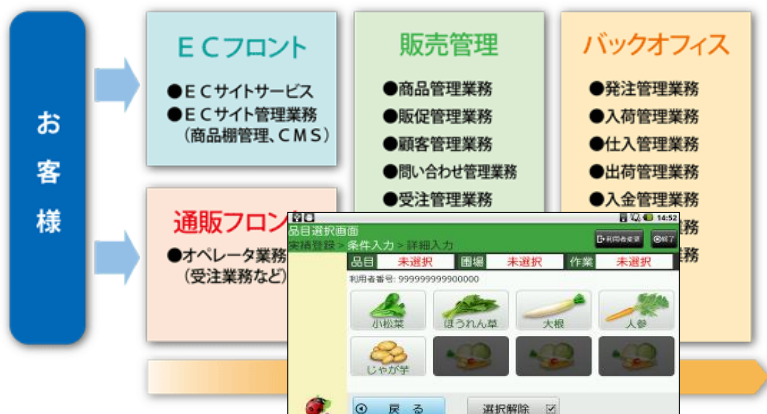 お客様
ECフロント
●ECサイトサービス
●ECサイト管理業務
(商品棚管理、CMS)
通販フロント
●オペレータ業務
(受注業務など)
販売管理
●商品管理業務
●販促管理業務
●顧客管理業務
●問い合わせ管理業務
●受注管理業務
バックオフィス
●発注管理業務
●入荷管理業務
●仕入管理業務
●出荷管理業務
●入金管理業務
務
務
14:52
品目選択画面
実績登録 > 条件入力 > 詳細入力
利用者変更
終了
品目 未選択 圃場 未選択 作業 未選択
利用者番号: 999999999900000
小松菜 ほうれん草 大根 人参
じゃが芋
戻る 選択解除